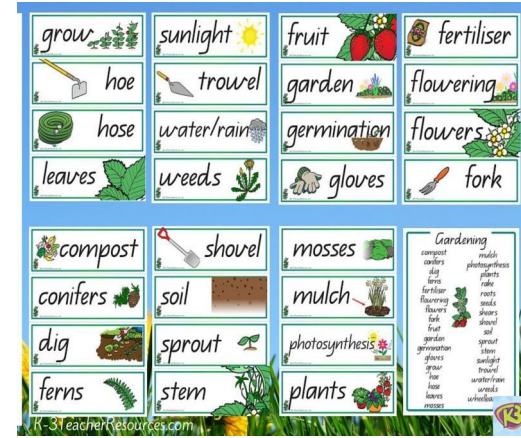 grow
hoe
hose
leaves
sunlight
trowel
water/rain
weeds
fruit
garden
germination
gloves
fertiliser
flowering
flowers
fork
compost
conifers
dig
ferns
shovel
soil
sprout
stem
mosses
mulch
photosynthesis
plants
Gardening
compost
conifers
dig
ferns
fertiliser
flowering
flowers
fork
fruit
garden
germination
gloves
grow
hoe
hose
leaves
mosses
mulch
photosynthesis
plants
rake
roots
seeds
shears
shovel
soil
sprout
stem
sunlight
trowel
water/rain
weeds
K-3TeacherResources.com
K3